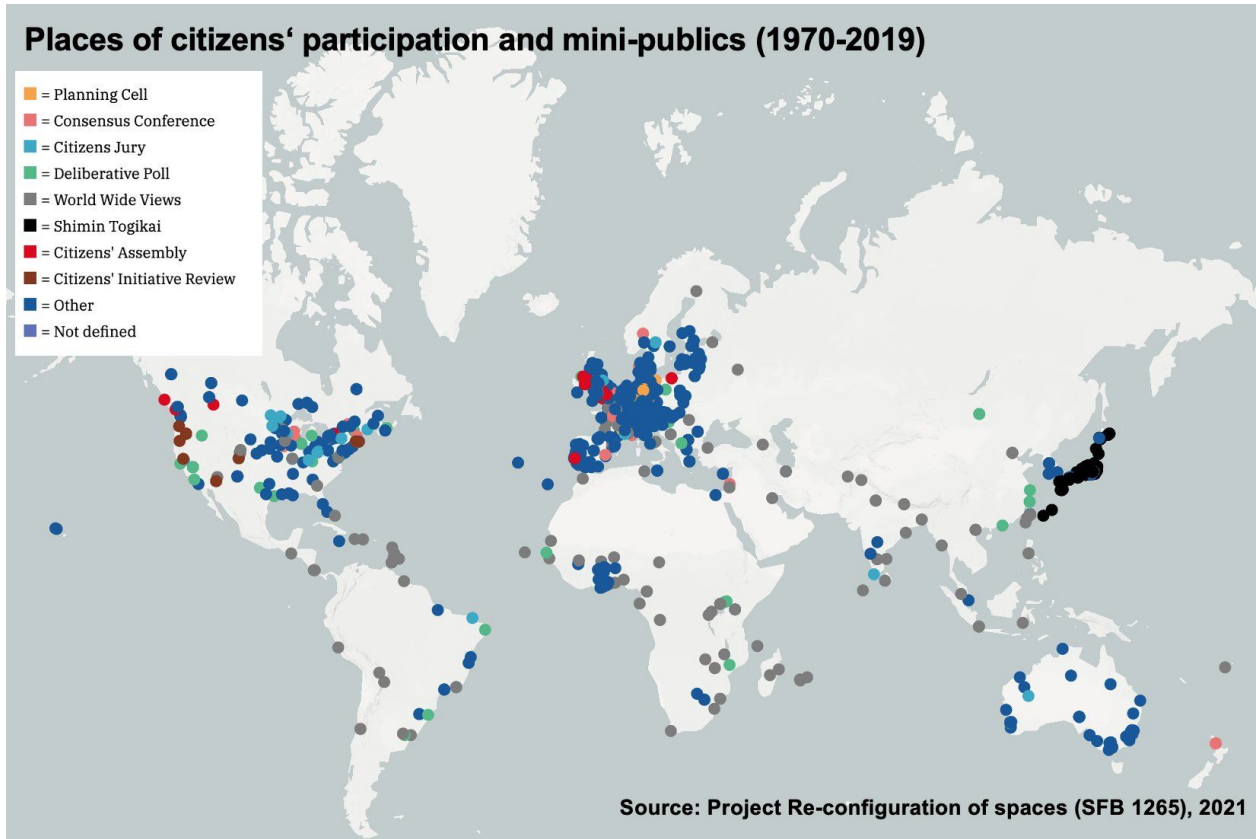 Places of citizens‘ participation and mini-publics (1970-2019)
= Planning Cell
= Consensus Conference
= Citizens Jury
= Deliberative Poll
= World Wide Views
= Shimin Togikai
= Citizens' Assembly
= Citizens' Initiative Review
= Other
= Not defined
Source: Project Re-configuration of spaces (SFB 1265), 2021